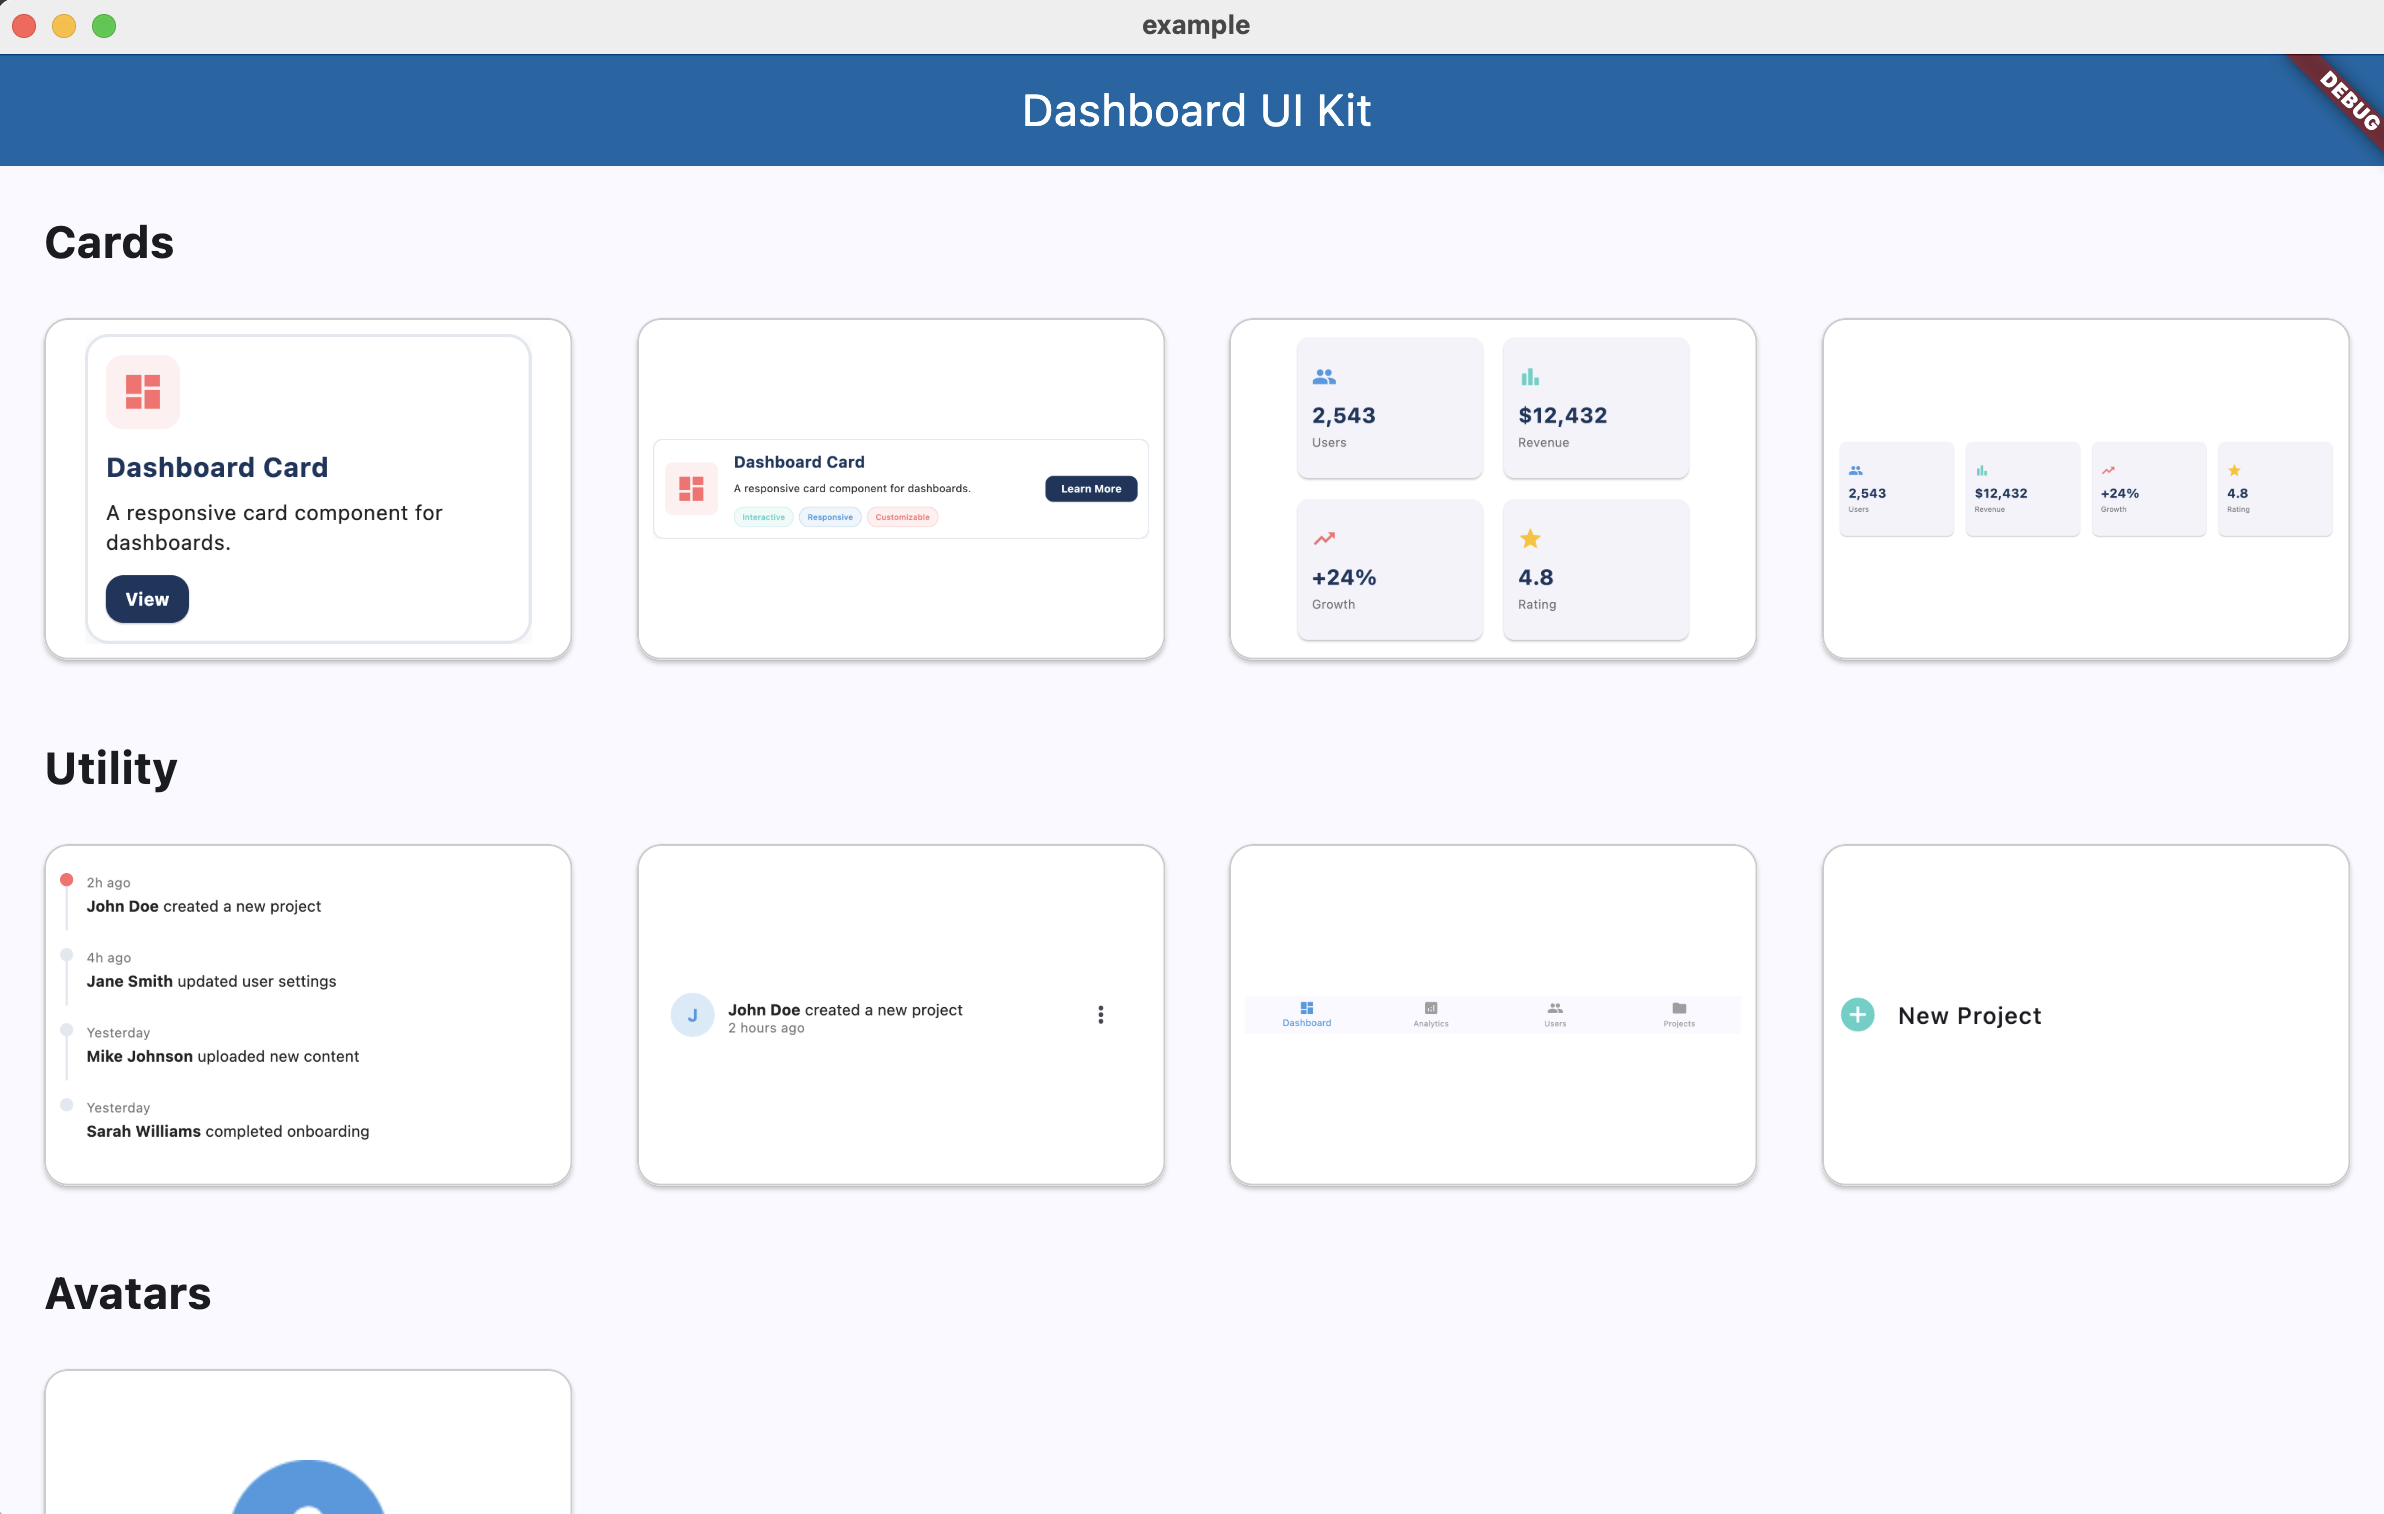 example
Dashboard UI Kit
DEBUG
Cards
Dashboard Card
A responsive card component for
dashboards.
View
Dashboard Card
A responsive card component for dashboards.
Interactive Responsive Customizable
Learn More
2,543
Users
$12,432
Revenue
+24%
Growth
4.8
Rating
2,543
Users
$12,432
Revenue
+24%
Growth
4.8
Rating
Utility
2h ago
John Doe created a new project
4h ago
Jane Smith updated user settings
Yesterday
Mike Johnson uploaded new content
Yesterday
Sarah Williams completed onboarding
J
John Doe created a new project
2 hours ago
Dashboard Analytics Users Projects
New Project
Avatars